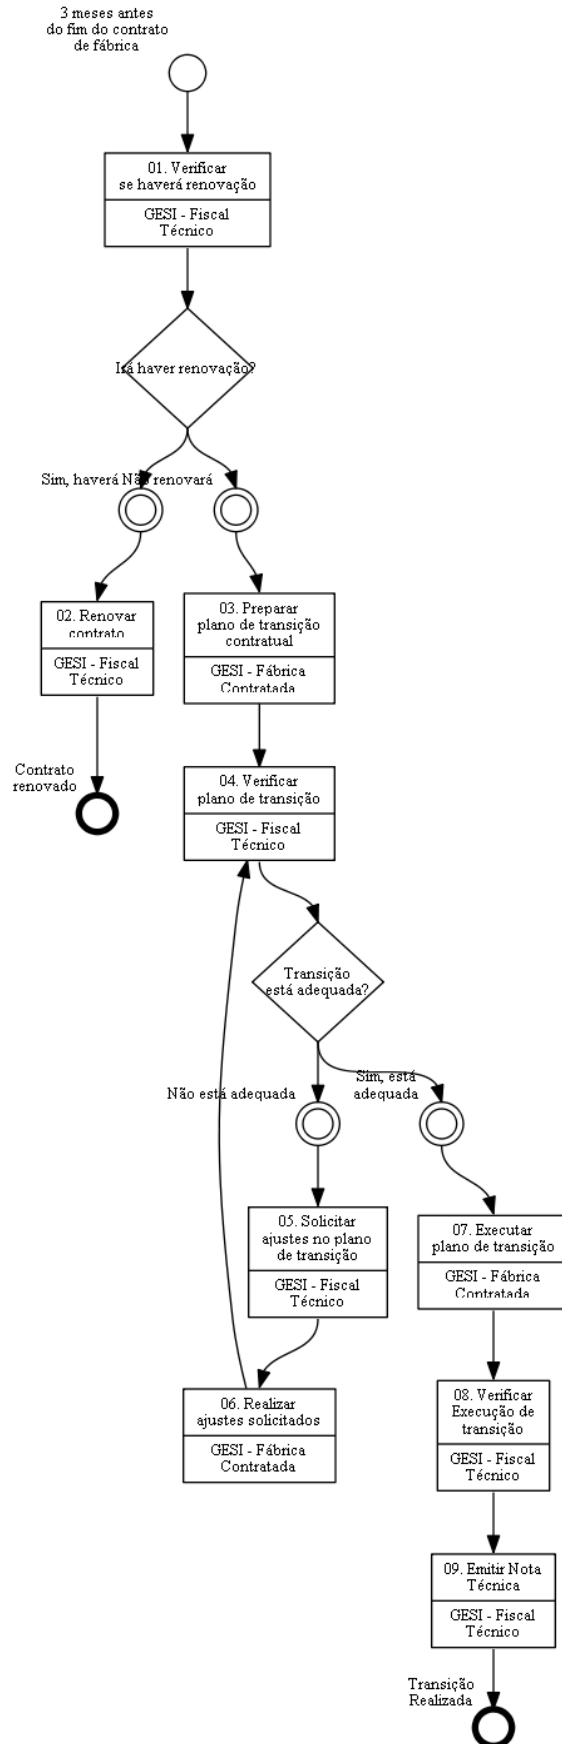 3 meses antes
do fim do contrato
de fábrica
01. Verificar
se haverá renovação
GESI - Fiscal
Técnico
Irá haver renovação?
Sim, haverá
Não renovará
02. Renovar
contrato
GESI - Fiscal
Técnico
03. Preparar
plano de transição
contratual
GESI - Fábrica
Contratada
Contrato
renovado
04. Verificar
plano de transição
GESI - Fiscal
Técnico
Transição
está adequada?
Não está adequada
Sim, está
adequada
05. Solicitar
ajustes no plano
de transição
GESI - Fiscal
Técnico
07. Executar
plano de transição
GESI - Fábrica
Contratada
06. Realizar
ajustes solicitados
GESI - Fábrica
Contratada
08. Verificar
Execução de
transição
GESI - Fiscal
Técnico
09. Emitir Nota
Técnica
GESI - Fiscal
Técnico
Transição
Realizada